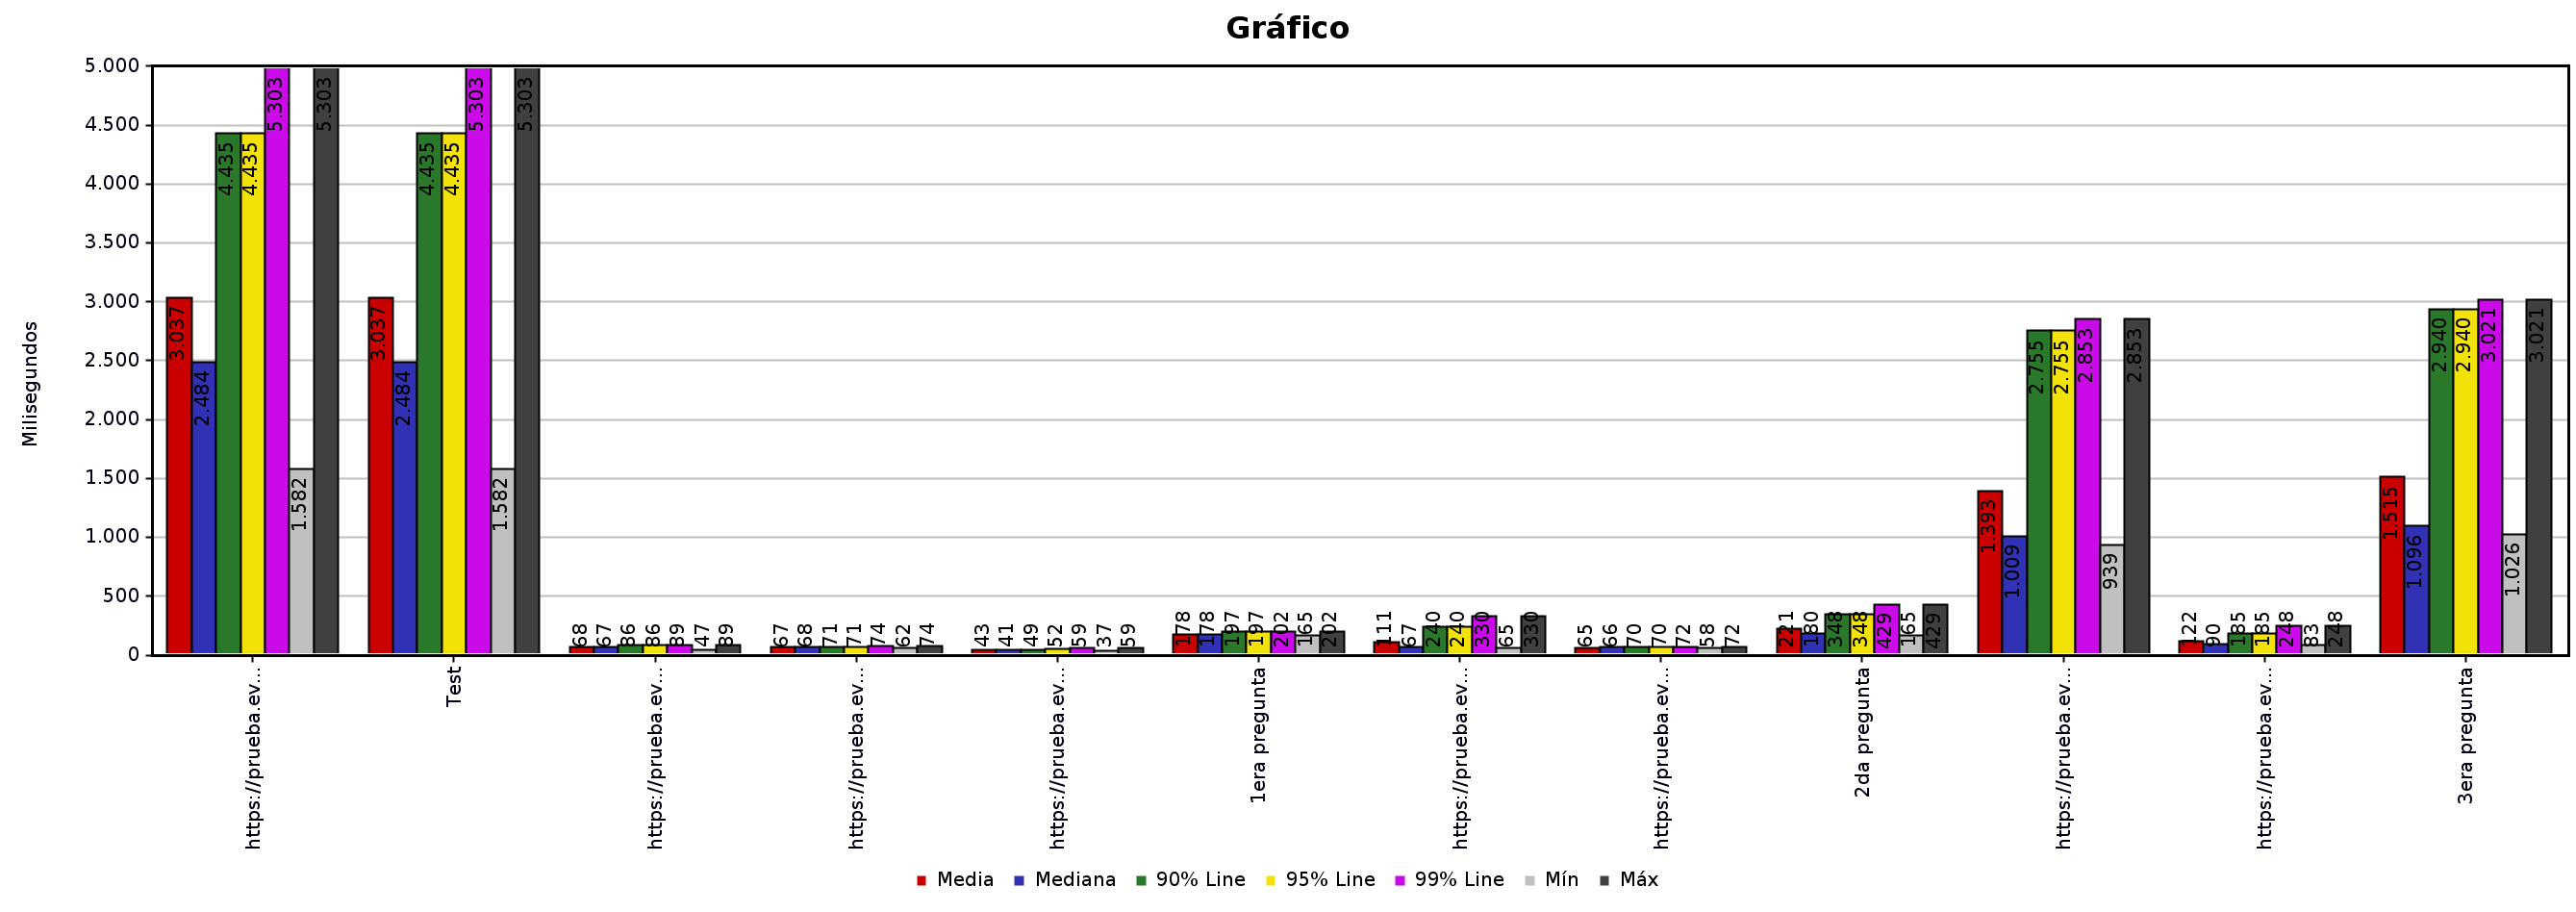 Gráfico
Milisegundos
5.000
4.500
4.000
3.500
3.000
2.500
2.000
1.500
1.000
500
0
3.037 2.484 4.435 4.435 5.303 1.582 5.303
3.037 2.484 4.435 4.435 5.303 1.582 5.303
68 67 86 86 89 47 89
67 68 71 71 74 62 74
43 41 49 52 59 37 59
178 178 197 197 202 165 202
111 67 240 240 330 65 330
65 66 70 70 72 58 72
221 180 348 348 429 165 429
1.393 1.009 2.755 2.755 2.853 939 2.853
122 90 185 185 248 83 248
1.515 1.096 2.940 2.940 3.021 1.026 3.021
https://prueba.ev...
Test
https://prueba.ev...
https://prueba.ev...
https://prueba.ev...
1era pregunta
https://prueba.ev...
https://prueba.ev...
2da pregunta
https://prueba.ev...
https://prueba.ev...
3era pregunta
Media Mediana 90% Line 95% Line 99% Line Mín Máx